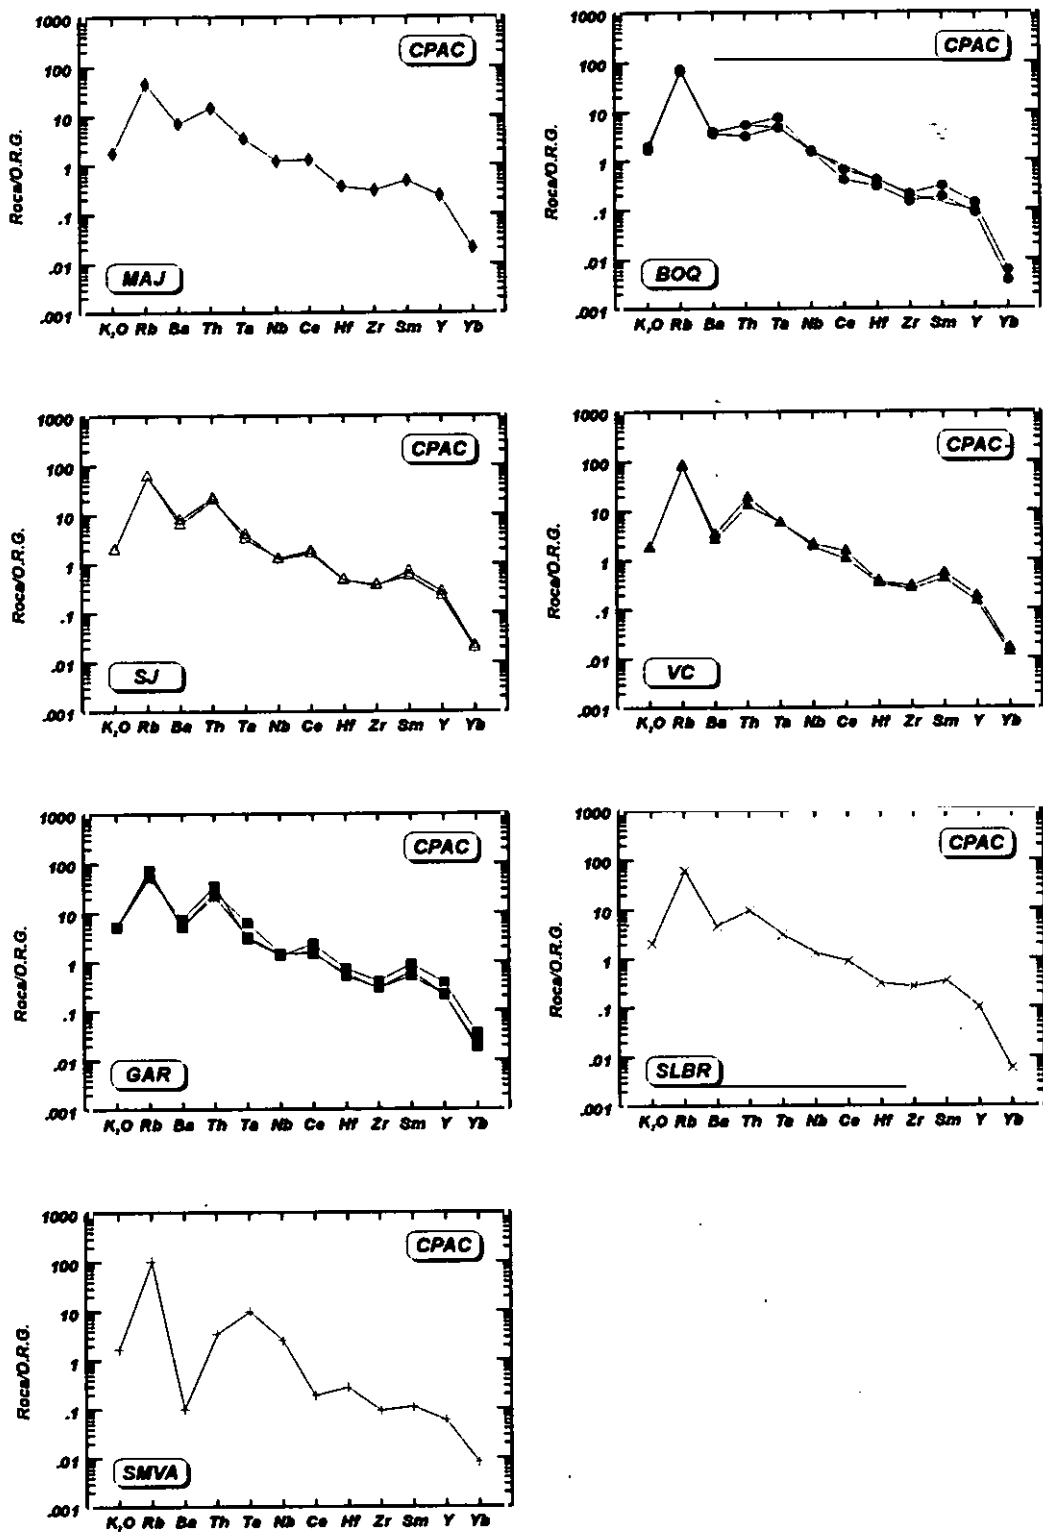 1000
100
10
1
.1
.01
.001
Roca/O.R.G.
CPAC
MAJ
K₂O Rb Ba Th Ta Nb Ce Hf Zr Sm Y Yb
1000
100
10
1
.1
.01
.001
Roca/O.R.G.
CPAC
BOQ
K₂O Rb Ba Th Ta Nb Ce Hf Zr Sm Y Yb
1000
100
10
1
.1
.01
.001
Roca/O.R.G.
CPAC
SJ
K₂O Rb Ba Th Ta Nb Ce Hf Zr Sm Y Yb
1000
100
10
1
.1
.01
.001
Roca/O.R.G.
CPAC
VC
K₂O Rb Ba Th Ta Nb Ce Hf Zr Sm Y Yb
1000
100
10
1
.1
.01
.001
Roca/O.R.G.
CPAC
GAR
K₂O Rb Ba Th Ta Nb Ce Hf Zr Sm Y Yb
1000
100
10
1
.1
.01
.001
Roca/O.R.G.
CPAC
SLBR
K₂O Rb Ba Th Ta Nb Ce Hf Zr Sm Y Yb
1000
100
10
1
.1
.01
.001
Roca/O.R.G.
CPAC
SMVA
K₂O Rb Ba Th Ta Nb Ce Hf Zr Sm Y Yb